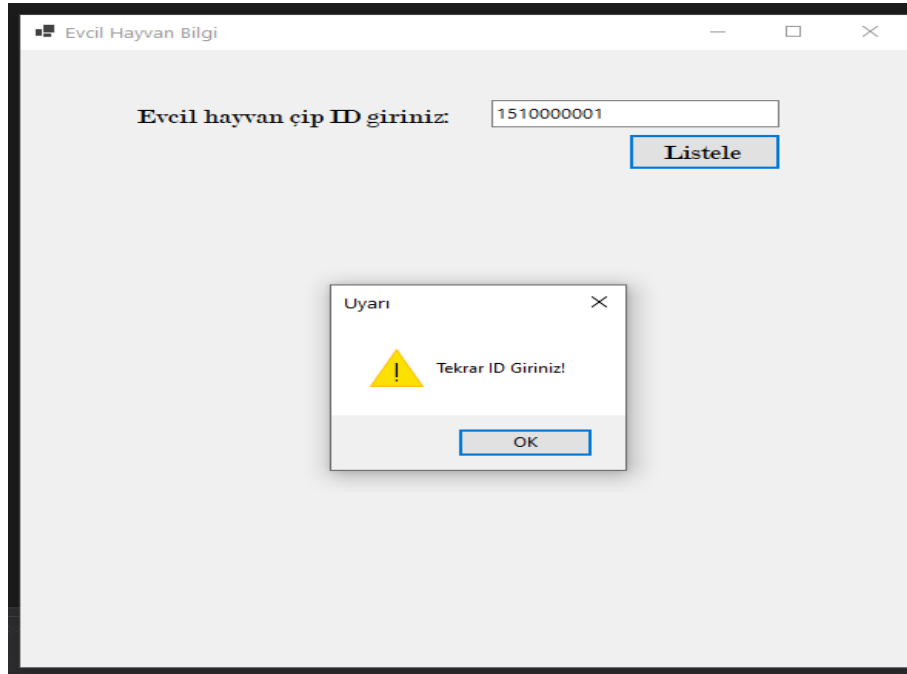 Evcil Hayvan Bilgi
Evcil hayvan çip ID giriniz:
1510000001
Listele
Uyarı
Tekrar ID Giriniz!
OK